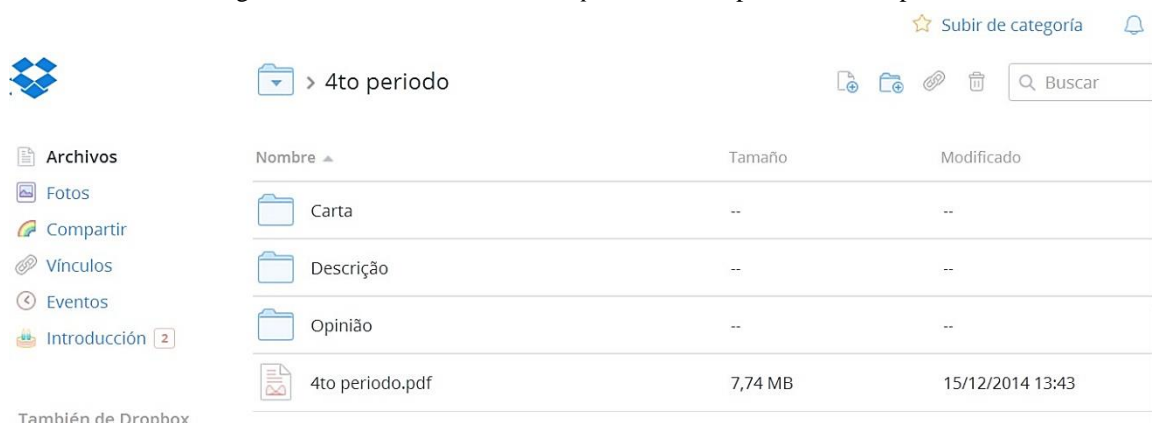 Subir de categoría
> 4to periodo
Buscar
Archivos
Fotos
Compartir
Vínculos
Eventos
Introducción 2
Nombre Tamaño Modificado
Carta -- --
Descrição -- --
Opinião -- --
4to periodo.pdf 7,74 MB 15/12/2014 13:43
También de Dropbox